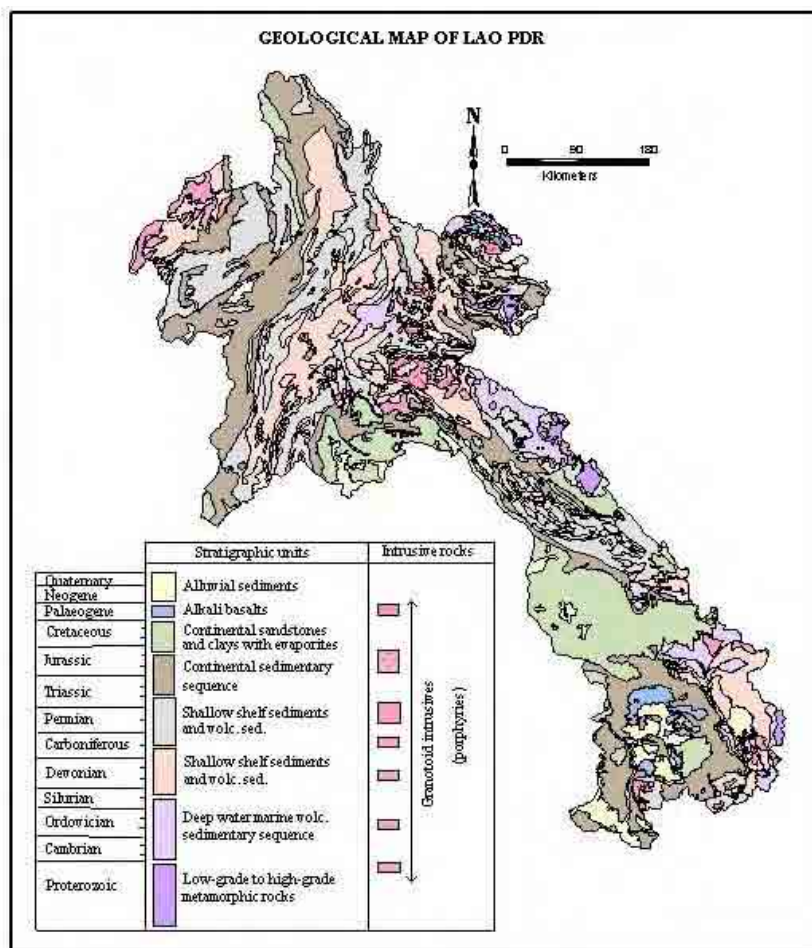 GEOLOGICAL MAP OF LAO PDR
N
0 90 180
Kilometers
Stratigraphic units
Intrusive rocks
Quaternary
Neogene
Palaeogene
Cretaceous
Jurassic
Triassic
Permian
Carboniferous
Devonian
Silurian
Ordovician
Cambrian
Proterozoic
Alluvial sediments
Alkali basalts
Continental sandstones
and clays with evaporites
Continental sedimentary
sequence
Shallow shelf sediments
and volc. sed.
Shallow shelf sediments
and volc. sed.
Deep water marine volc.
sedimentary sequence
Low-grade to high-grade
metamorphic rocks
Granotoid intrusives
(porphyries)